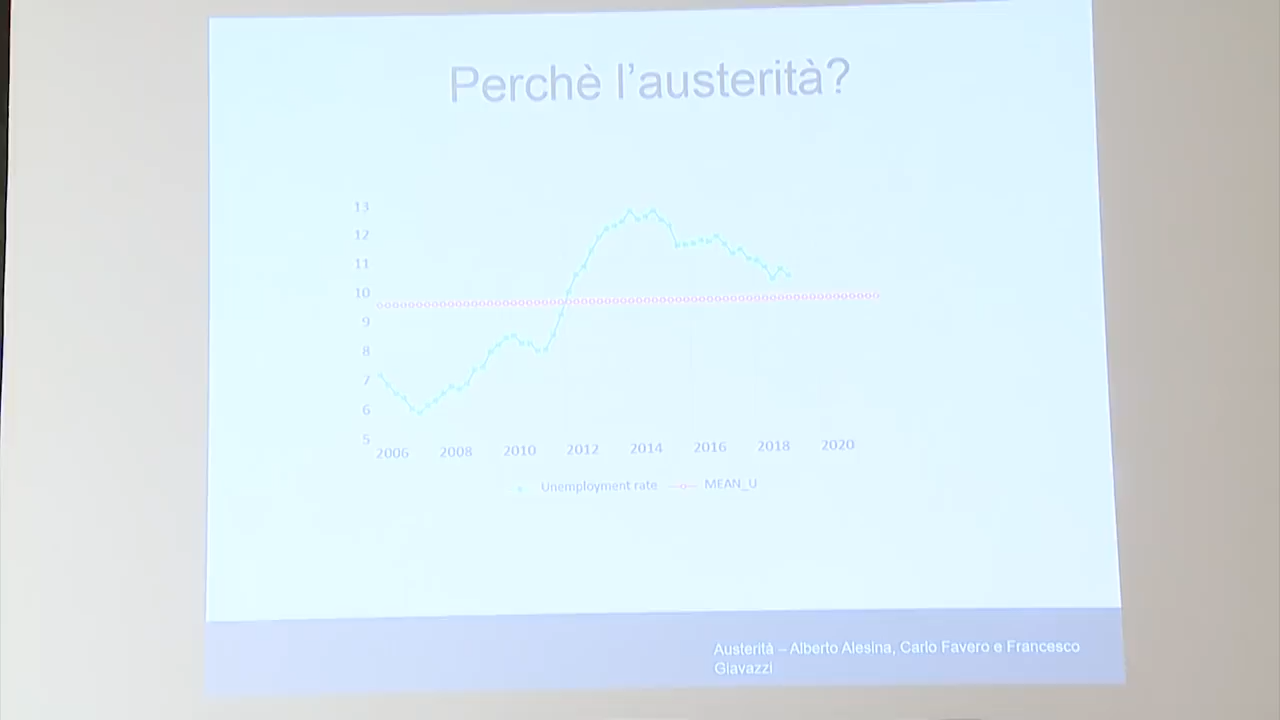 Perchè l'austerità?
13
12
11
10
9
8
7
6
5
2006 2008 2010 2012 2014 2016 2018 2020
Unemployment rate MEAN_U
Austerità – Alberto Alesina, Carlo Favero e Francesco
Giavazzi